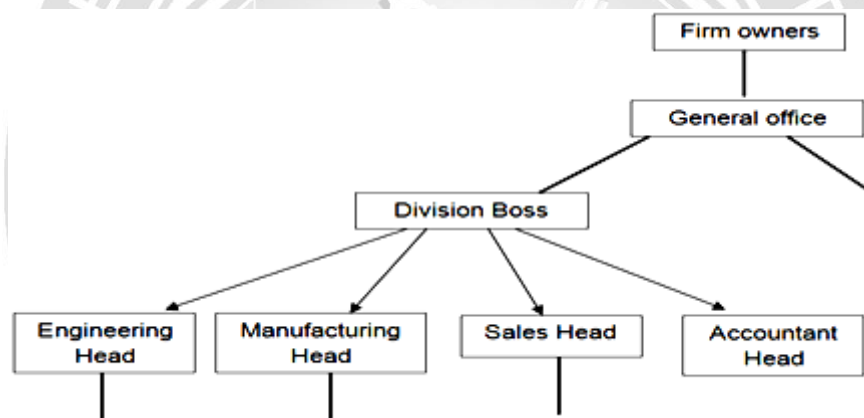 Firm owners
General office
Division Boss
Engineering
Head
Manufacturing
Head
Sales Head
Accountant
Head